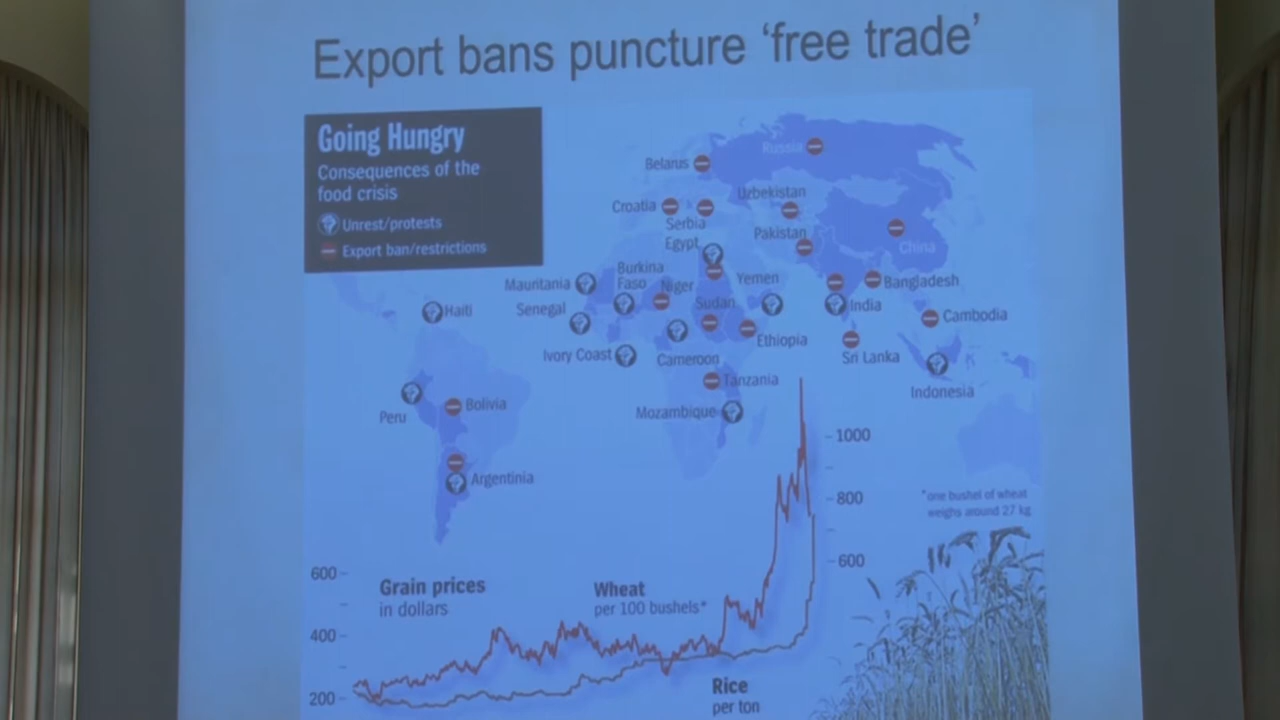 Export bans puncture 'free trade'
Going Hungry
Consequences of the
food crisis
Unrest/protests
Export ban/restrictions
Russia
Belarus
Uzbekistan
Croatia
Serbia
Pakistan
China
Egypt
Burkina
Faso
Niger
Yemen
Mauritania
Bangladesh
Haiti
Senegal
Sudan
India
Cambodia
Ethiopia
Ivory Coast
Cameroon
Sri Lanka
Tanzania
Indonesia
Peru
Bolivia
Mozambique
Argentinia
1000
800
600
*one bushel of wheat
weighs around 27 kg
600
400
200
Grain prices
in dollars
Wheat
per 100 bushels*
Rice
per ton